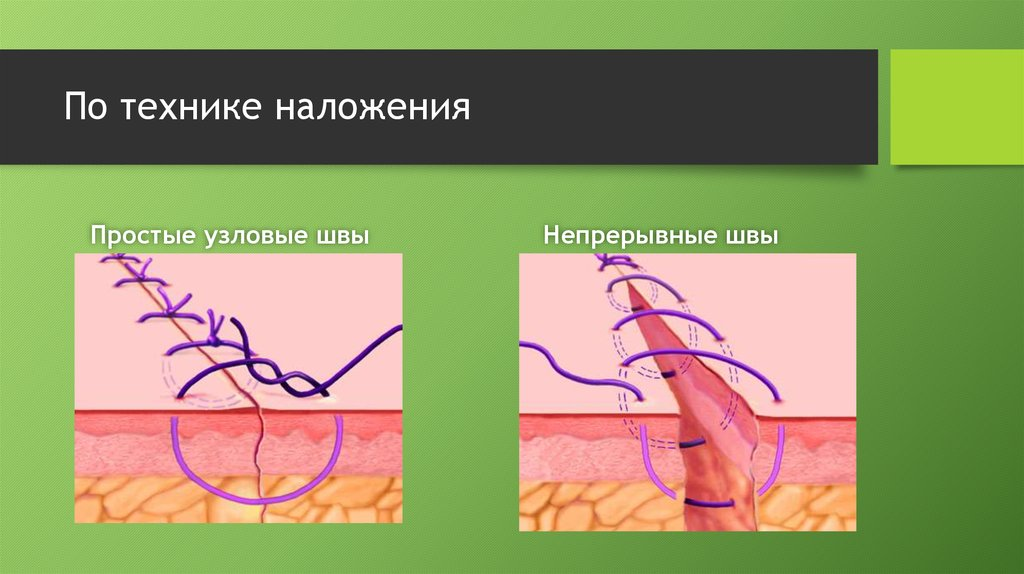 По технике наложения
Простые узловые швы
Непрерывные швы